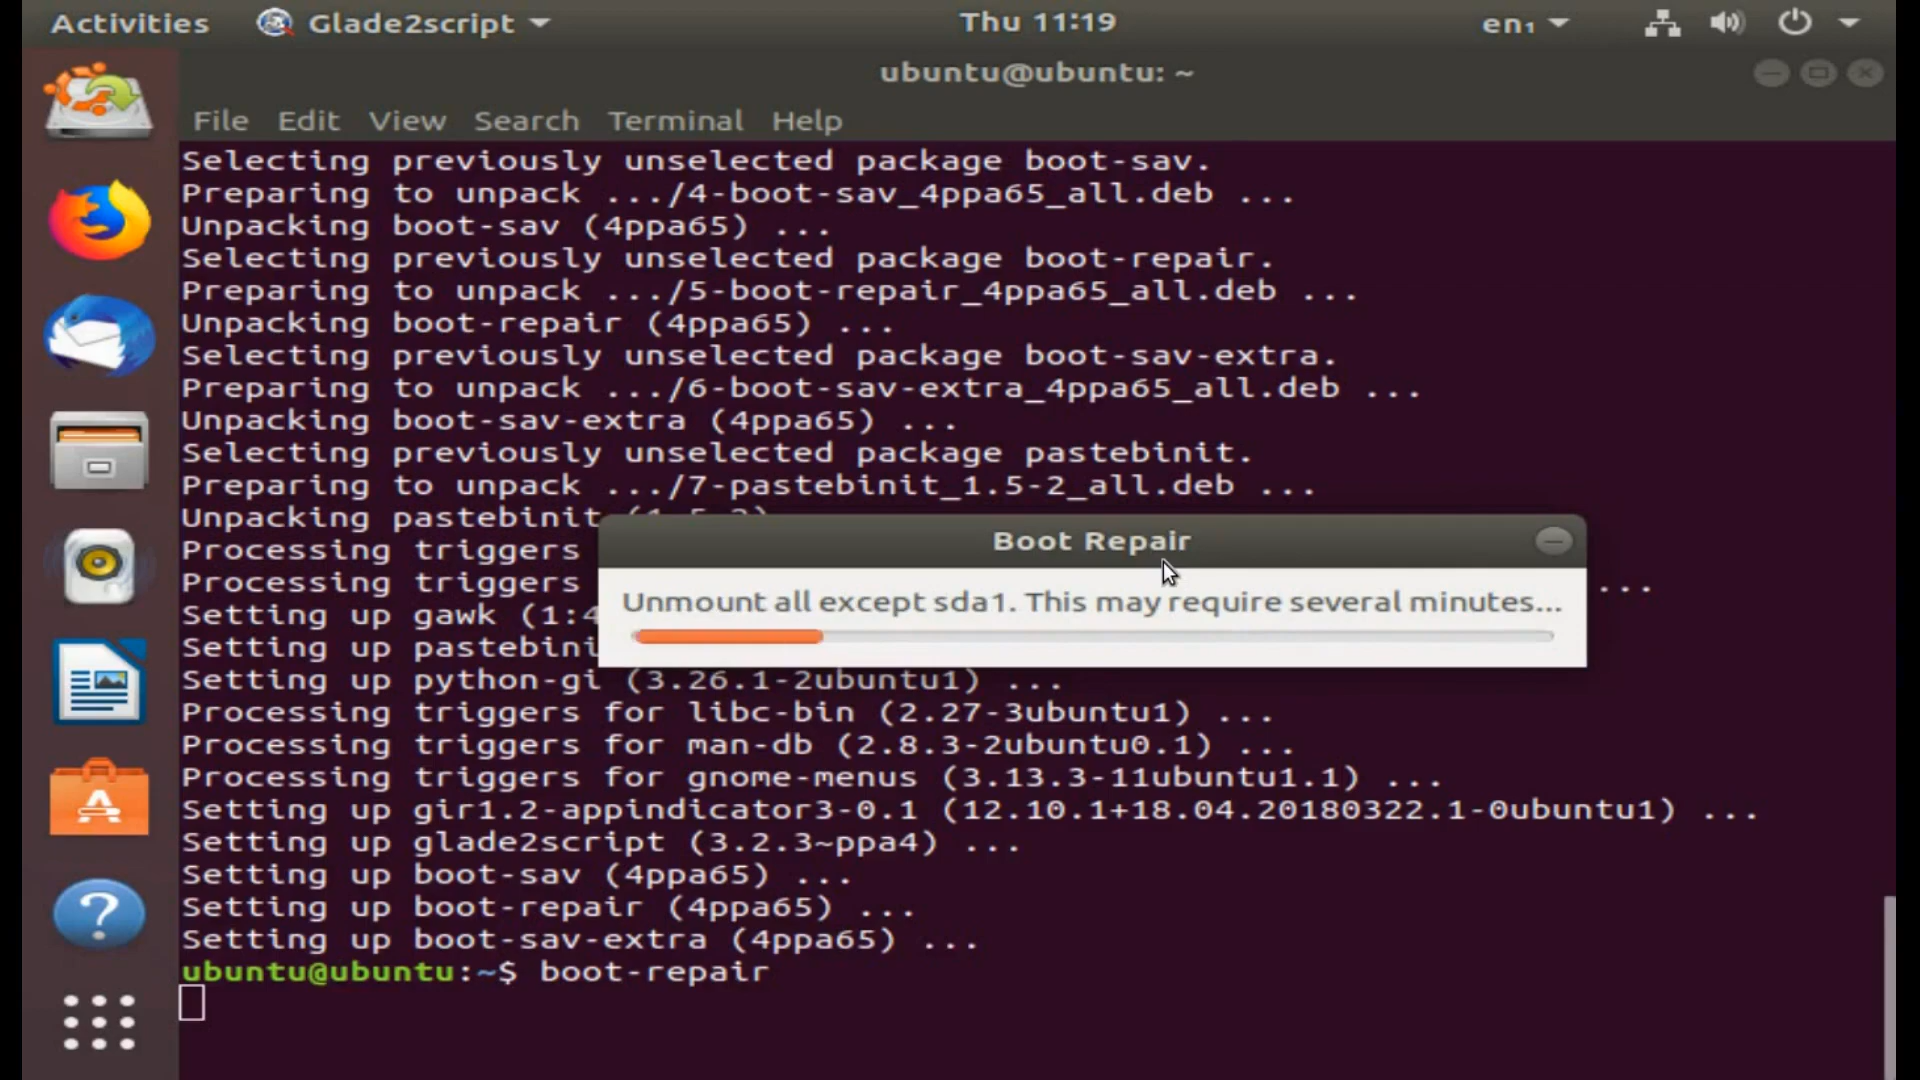 Activities Glade2script Thu 11:19 en₁
ubuntu@ubuntu: ~
File Edit View Search Terminal Help
Selecting previously unselected package boot-sav.
Preparing to unpack .../4-boot-sav_4ppa65_all.deb ...
Unpacking boot-sav (4ppa65) ...
Selecting previously unselected package boot-repair.
Preparing to unpack .../5-boot-repair_4ppa65_all.deb ...
Unpacking boot-repair (4ppa65) ...
Selecting previously unselected package boot-sav-extra.
Preparing to unpack .../6-boot-sav-extra_4ppa65_all.deb ...
Unpacking boot-sav-extra (4ppa65) ...
Selecting previously unselected package pastebinit.
Preparing to unpack .../7-pastebinit_1.5-2_all.deb ...
Unpacking pastebinit
Processing triggers
Processing triggers ...
Setting up gawk (1:4
Setting up pastebini
Boot Repair
Unmount all except sda1. This may require several minutes...
Setting up python-gi (3.26.1-2ubuntu1) ...
Processing triggers for libc-bin (2.27-3ubuntu1) ...
Processing triggers for man-db (2.8.3-2ubuntu0.1) ...
Processing triggers for gnome-menus (3.13.3-11ubuntu1.1) ...
Setting up gir1.2-appindicator3-0.1 (12.10.1+18.04.20180322.1-0ubuntu1) ...
Setting up glade2script (3.2.3~ppa4) ...
Setting up boot-sav (4ppa65) ...
Setting up boot-repair (4ppa65) ...
Setting up boot-sav-extra (4ppa65) ...
ubuntu@ubuntu:~$ boot-repair